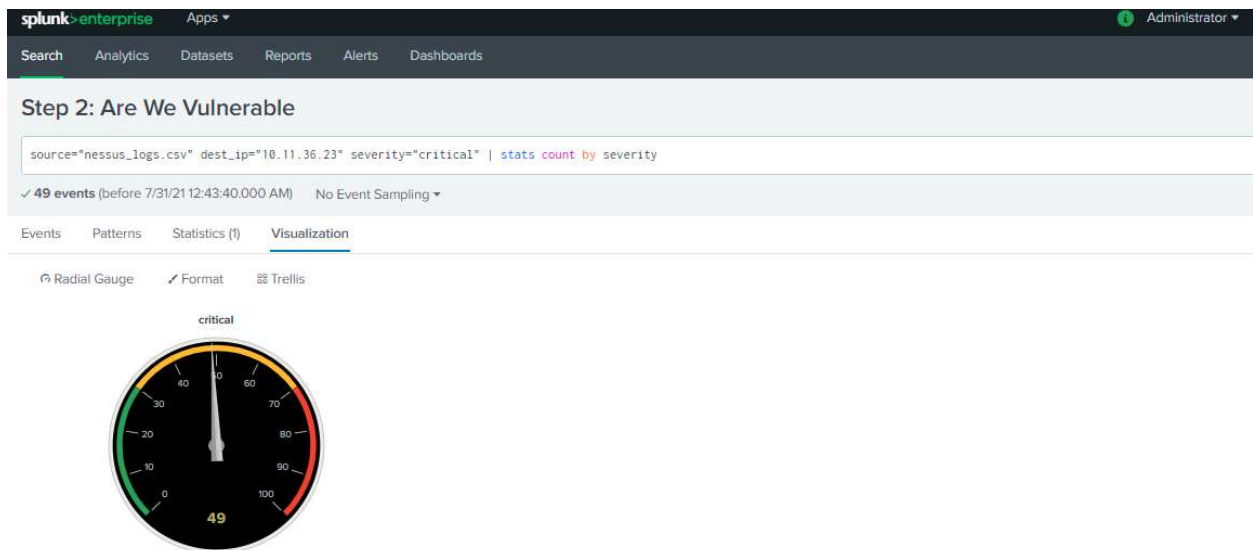 splunk>enterprise Apps
i Administrator
Search Analytics Datasets Reports Alerts Dashboards
Step 2: Are We Vulnerable
source="nessus_logs.csv" dest_ip="10.11.36.23" severity="critical" | stats count by severity
✓ 49 events (before 7/31/21 12:43:40.000 AM) No Event Sampling
Events Patterns Statistics (1) Visualization
Radial Gauge Format Trellis
critical
40 60
30 70
20 80
10 90
0 100
49